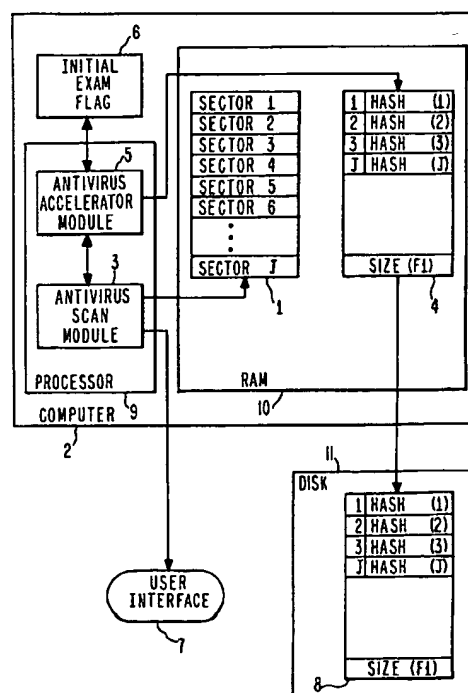 6
INITIAL
EXAM
FLAG
5
ANTIVIRUS
ACCELERATOR
MODULE
3
ANTIVIRUS
SCAN
MODULE
PROCESSOR
9
COMPUTER
2
SECTOR 1
SECTOR 2
SECTOR 3
SECTOR 4
SECTOR 5
SECTOR 6
SECTOR J
1
1 HASH (1)
2 HASH (2)
3 HASH (3)
J HASH (J)
SIZE (F1)
4
RAM
10
11
DISK
1 HASH (1)
2 HASH (2)
3 HASH (3)
J HASH (J)
SIZE (F1)
8
USER
INTERFACE
7